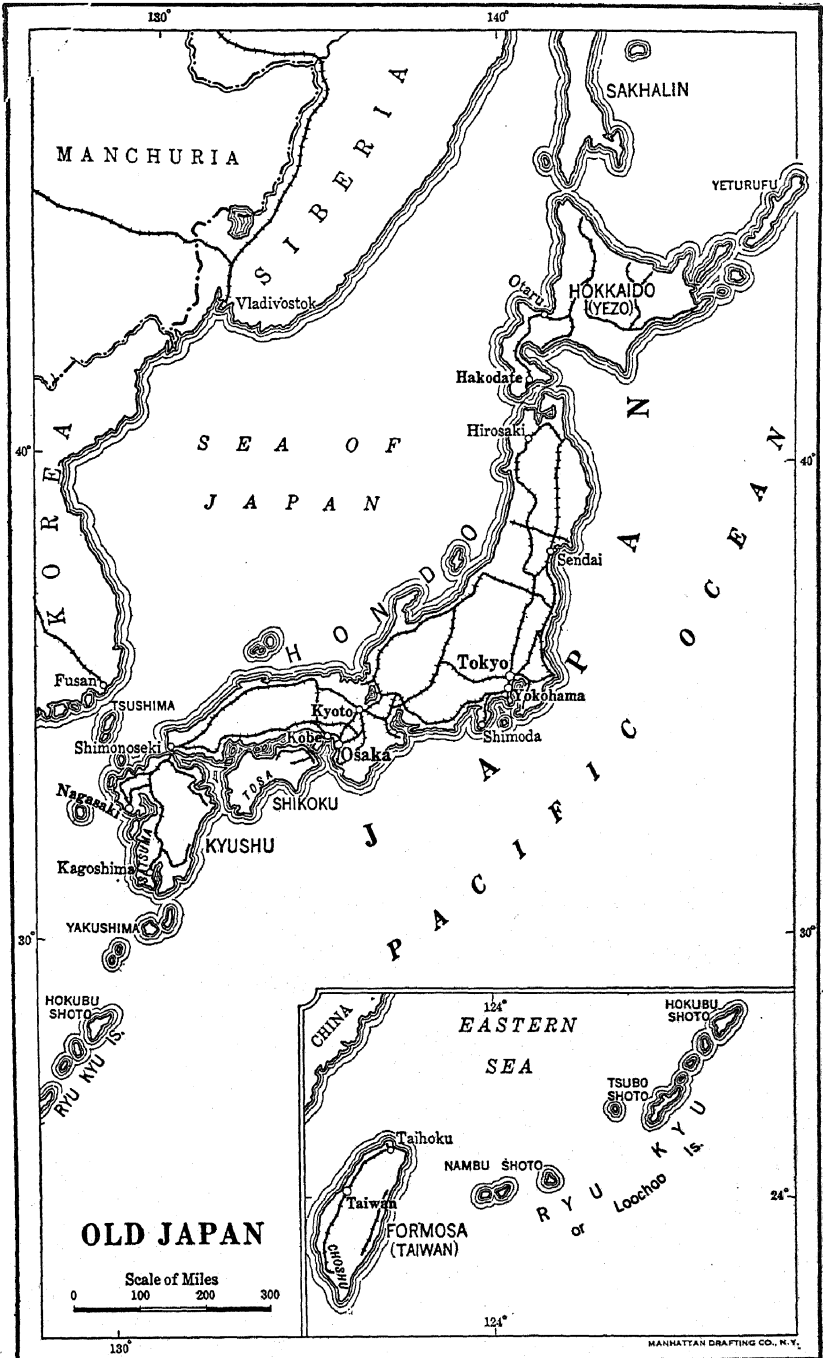 130°
140°
SAKHALIN
MANCHURIA
SIBERIA
YETURUFU
Vladivostok
Otaru
HOKKAIDO
(YEZO)
Hakodate
Hirosaki
40°
40°
SEA OF
JAPAN
KOREA
JAPAN
PACIFIC OCEAN
HONDO
Sendai
Fusan
Tokyo
Yokohama
TSUSHIMA
Kyoto
Shimoda
Shimonoseki
Kobe
Osaka
TOSA
SHIKOKU
Nagasaki
SATSUMA
KYUSHU
Kagoshima
YAKUSHIMA
30°
30°
HOKUBU
SHOTO
RYU KYU IS.
124°
CHINA
EASTERN
SEA
HOKUBU
SHOTO
TSUBO
SHOTO
Taihoku
NAMBU SHOTO
RYU KYU
or Loochoo Is.
24°
Taiwan
FORMOSA
(TAIWAN)
CHOSHU
124°
OLD JAPAN
Scale of Miles
0 100 200 300
130°
MANHATTAN DRAFTING CO., N.Y.